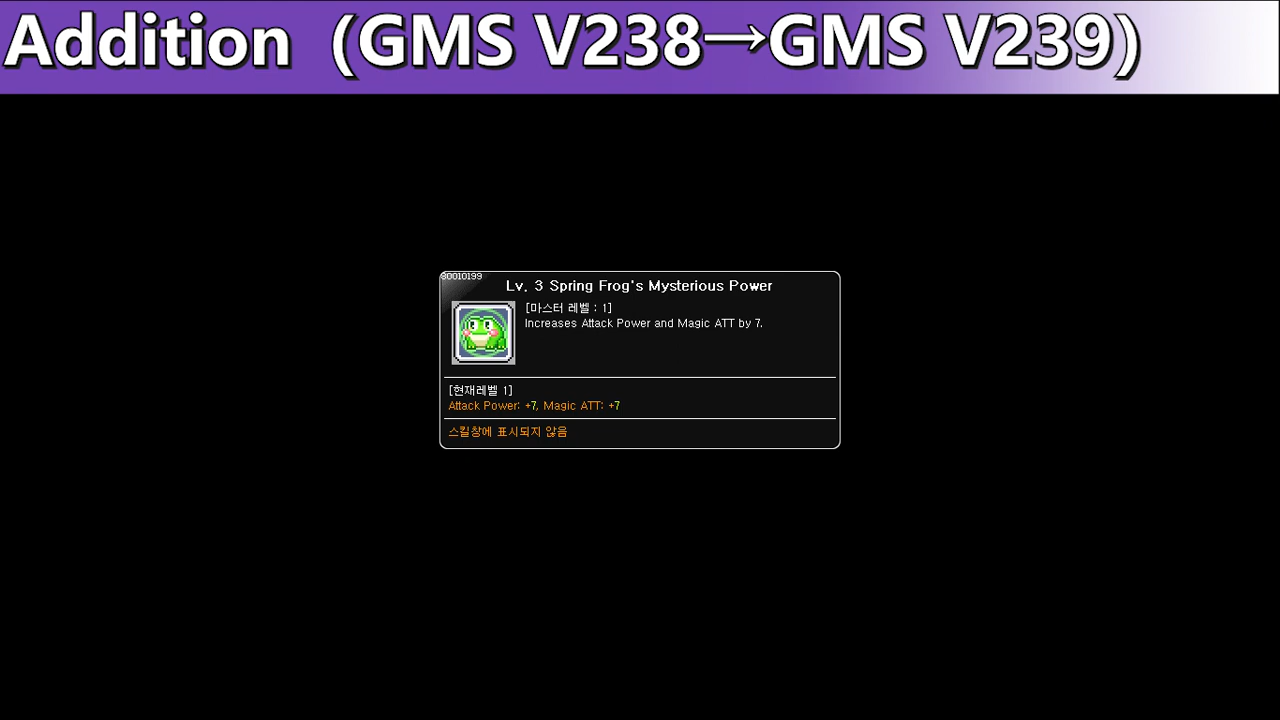 Addition (GMS V238→GMS V239)
80010199
Lv. 3 Spring Frog's Mysterious Power
[마스터 레벨 : 1]
Increases Attack Power and Magic ATT by 7.
[현재레벨 1]
Attack Power: +7, Magic ATT: +7
스킬창에 표시되지 않음